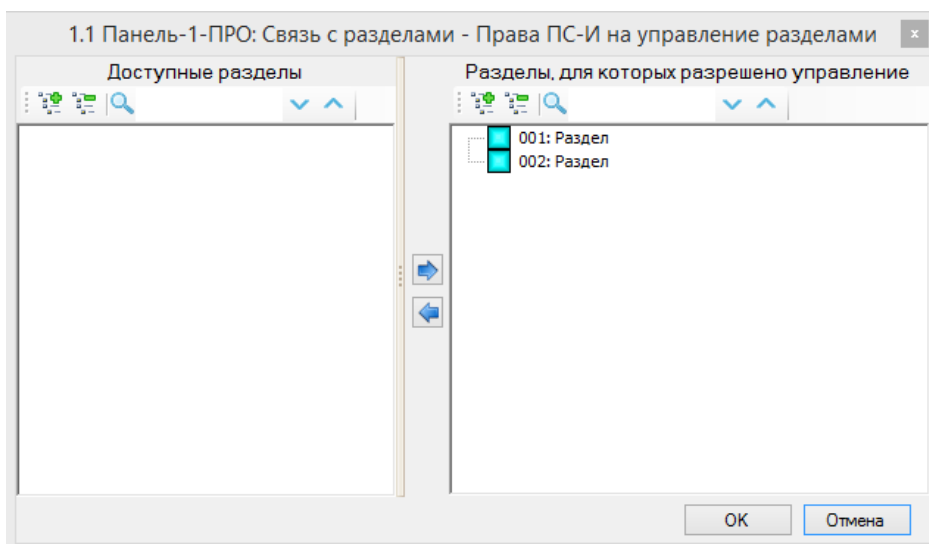 1.1 Панель-1-ПРО: Связь с разделами - Права ПС-И на управление разделами
x
Доступные разделы
Разделы, для которых разрешено управление
001: Раздел
002: Раздел
OK
Отмена